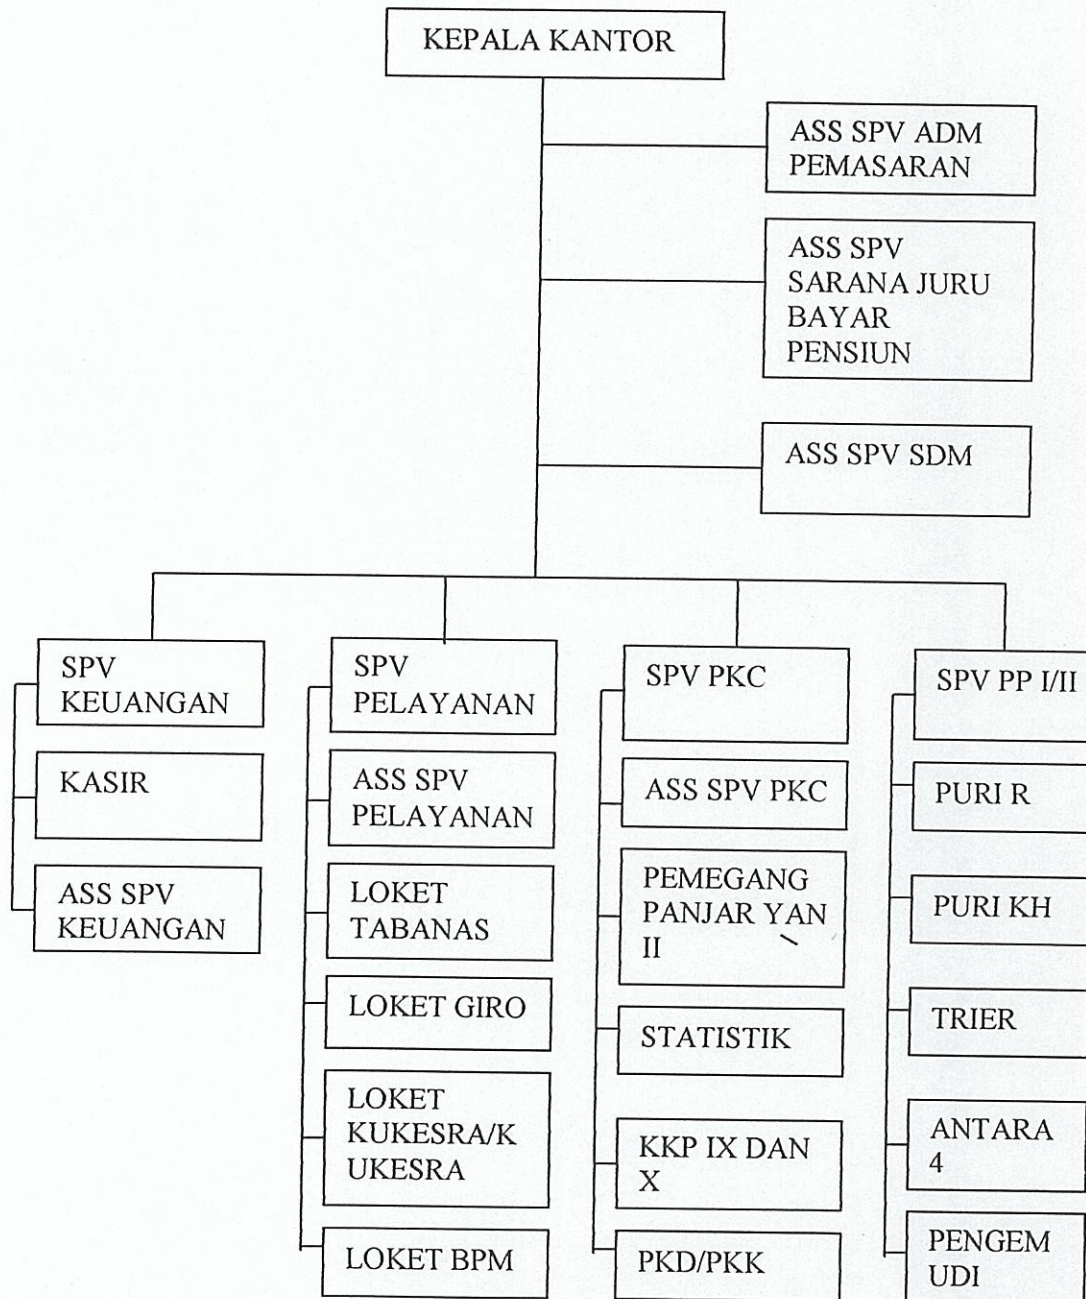 KEPALA KANTOR
ASS SPV ADM
PEMASARAN
ASS SPV
SARANA JURU
BAYAR
PENSIUN
ASS SPV SDM
SPV
KEUANGAN
KASIR
ASS SPV
KEUANGAN
SPV
PELAYANAN
ASS SPV
PELAYANAN
LOKET
TABANAS
LOKET GIRO
LOKET
KUKESRA/K
UKESRA
LOKET BPM
SPV PKC
ASS SPV PKC
PEMEGANG
PANJAR YAN
II
STATISTIK
KKP IX DAN
X
PKD/PKK
SPV PP I/II
PURI R
PURI KH
TRIER
ANTARA
4
PENGEM
UDI